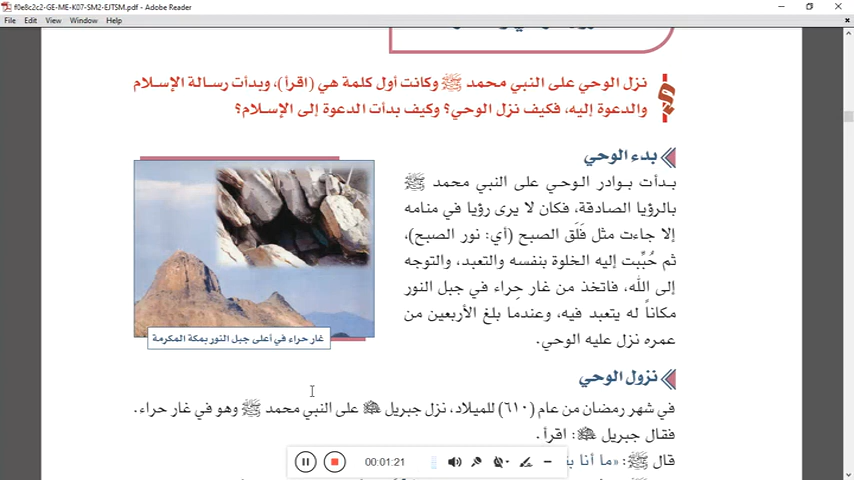 f0e8c2c2-GE-ME-K07-SM2-EJTSM.pdf - Adobe Reader
File Edit View Window Help
نزل الوحي على النبي محمد ﷺ وكانت أول كلمة هي (اقرأ)، وبدأت رسالة الإسلام
والدعوة إليه، فكيف نزل الوحي؟ وكيف بدأت الدعوة إلى الإسلام؟
بدء الوحي
بدأت بوادر الوحي على النبي محمد ﷺ
بالرؤيا الصادقة، فكان لا يرى رؤيا في منامه
إلا جاءت مثل فَلَق الصبح (أي: نور الصبح)،
ثم حُبِّبت إليه الخلوة بنفسه والتعبد، والتوجه
إلى الله، فاتخذ من غار حِراء في جبل النور
مكاناً له يتعبد فيه، وعندما بلغ الأربعين من
عمره نزل عليه الوحي.
غار حراء في أعلى جبل النور بمكة المكرمة
نزول الوحي
في شهر رمضان من عام (٦١٠) للميلاد، نزل جبريل عليه السلام على النبي محمد ﷺ وهو في غار حراء.
فقال جبريل عليه السلام: اقرأ.
قال ﷺ: «ما أنا
00:01:21